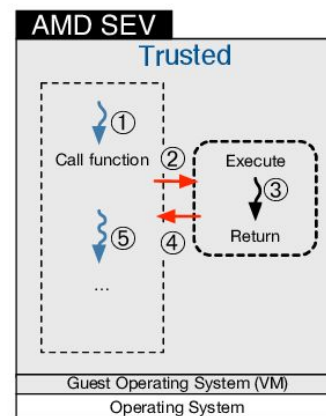 AMD SEV
Trusted
①
Call function
②
Execute
③
④
Return
⑤
...
Guest Operating System (VM)
Operating System